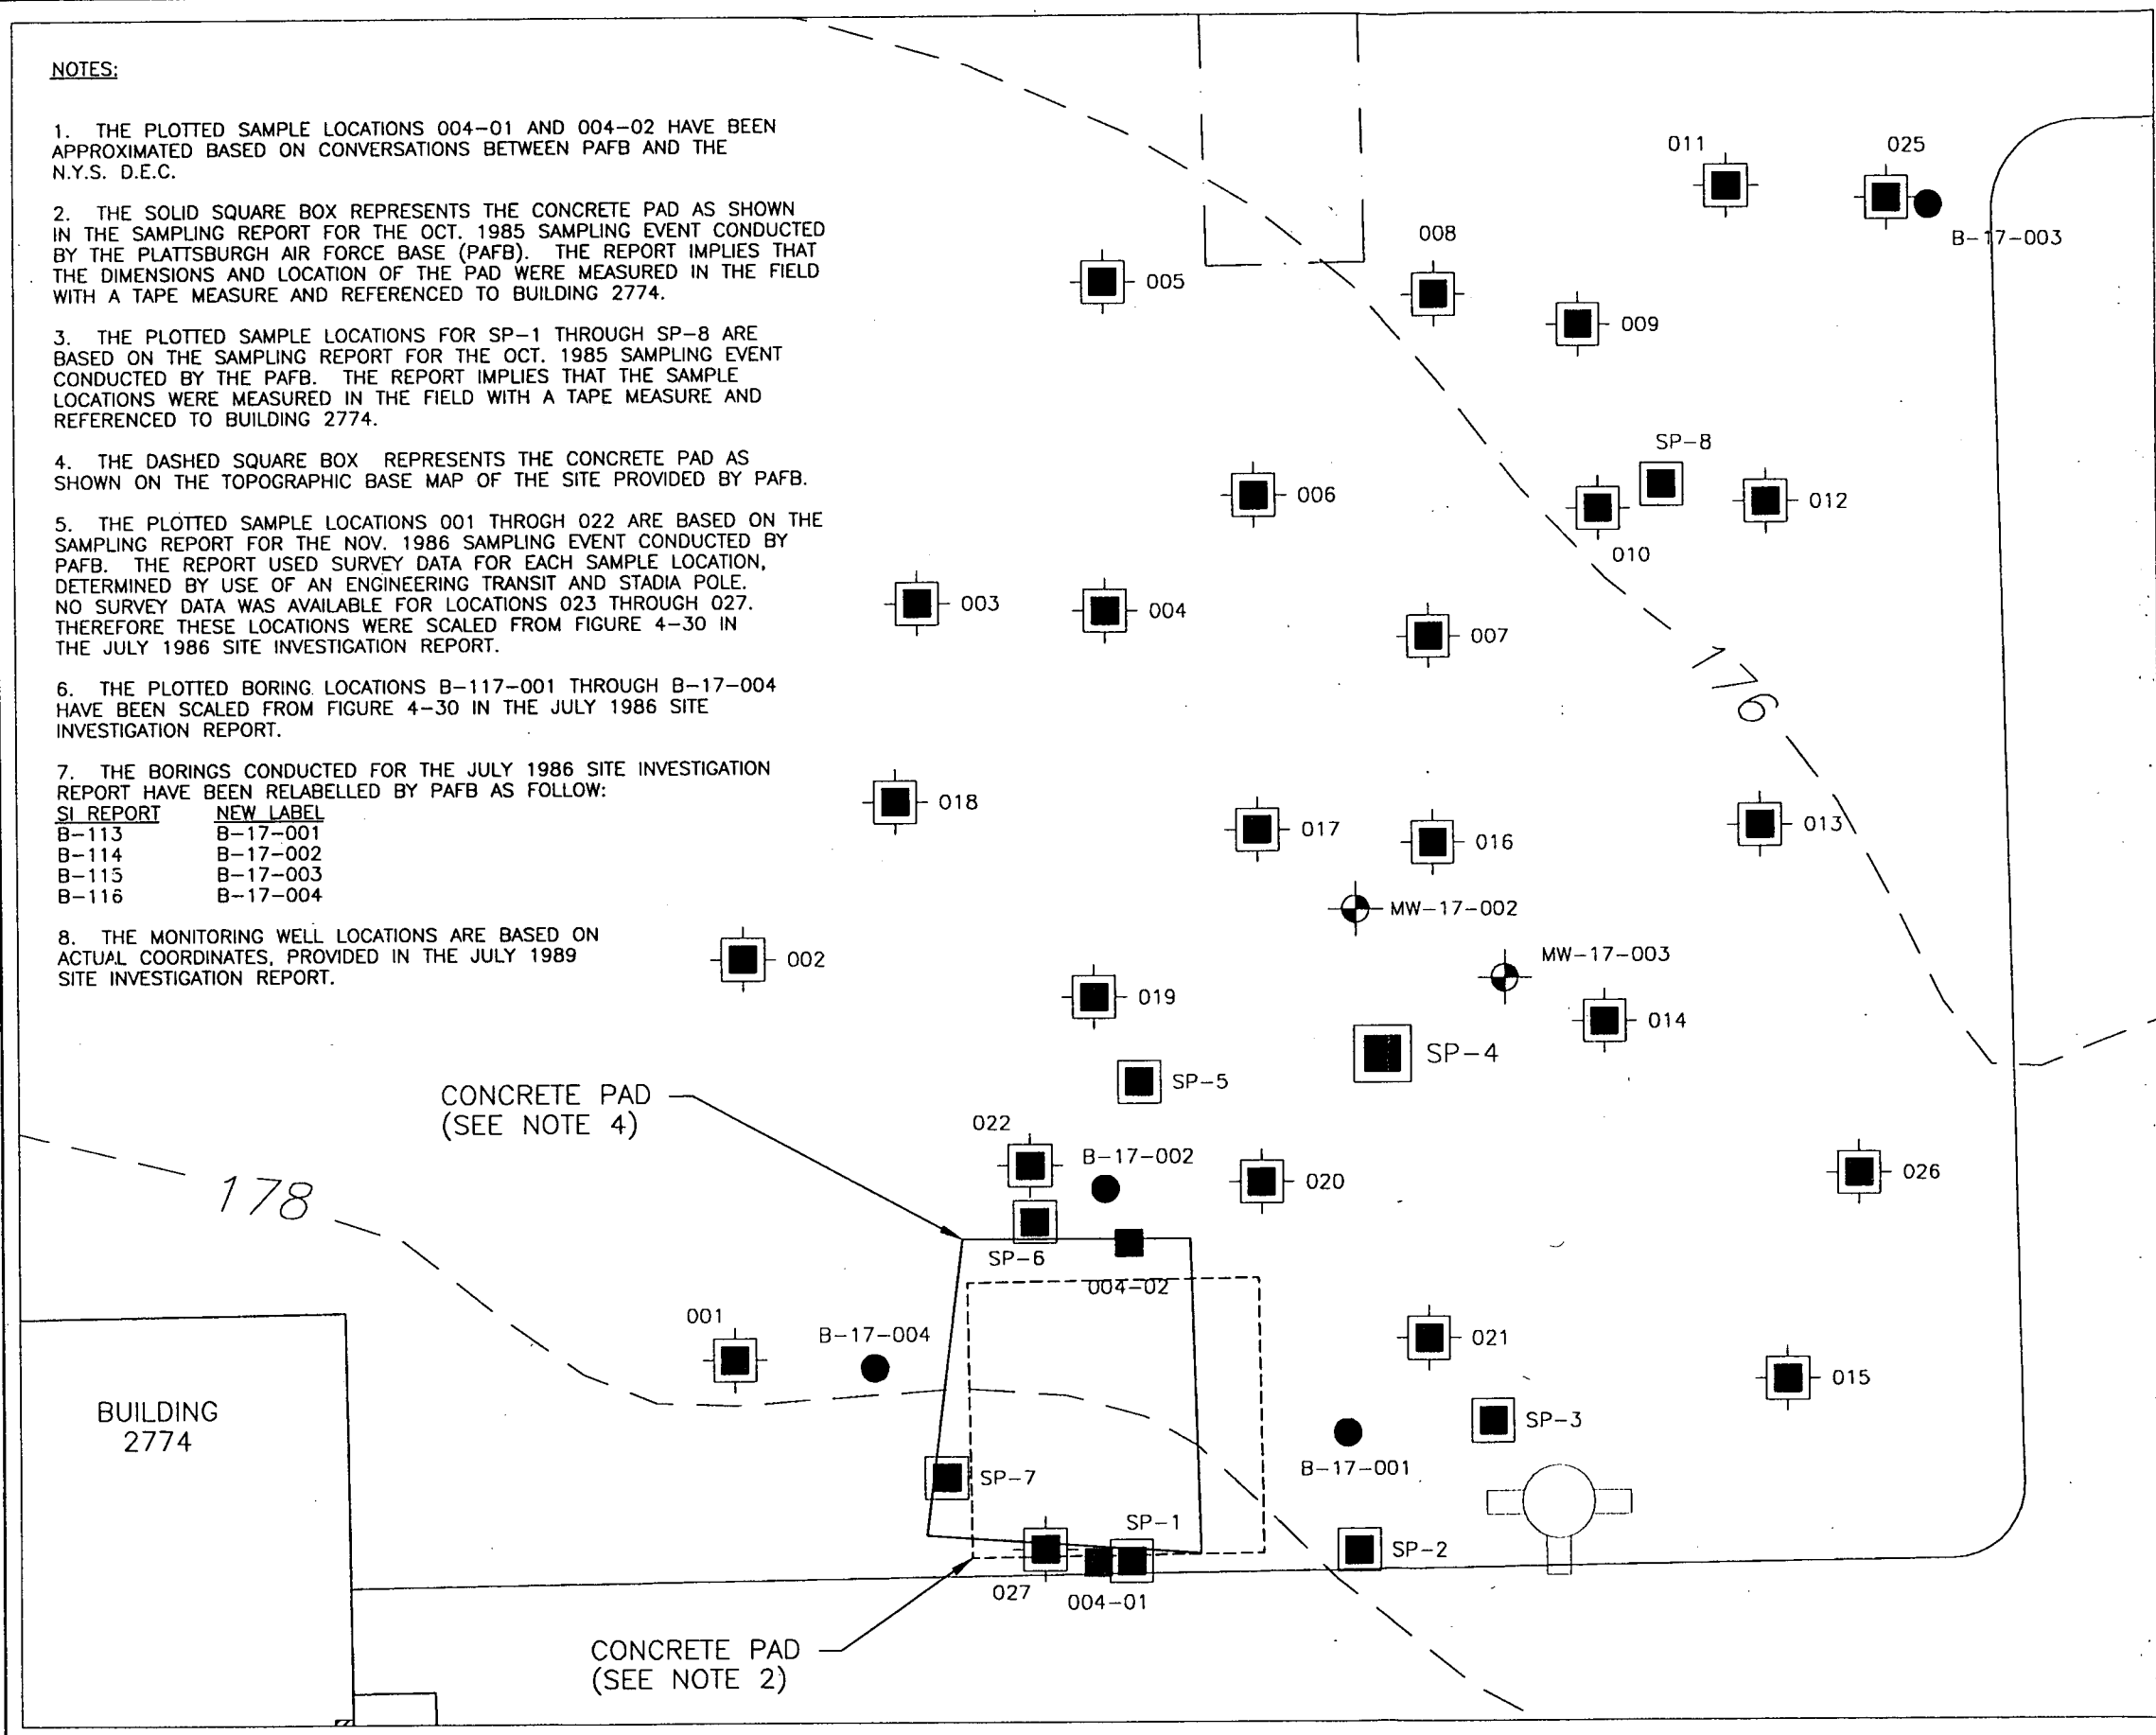 NOTES:
1. THE PLOTTED SAMPLE LOCATIONS 004-01 AND 004-02 HAVE BEEN
APPROXIMATED BASED ON CONVERSATIONS BETWEEN PAFB AND THE
N.Y.S. D.E.C.
2. THE SOLID SQUARE BOX REPRESENTS THE CONCRETE PAD AS SHOWN
IN THE SAMPLING REPORT FOR THE OCT. 1985 SAMPLING EVENT CONDUCTED
BY THE PLATTSBURGH AIR FORCE BASE (PAFB). THE REPORT IMPLIES THAT
THE DIMENSIONS AND LOCATION OF THE PAD WERE MEASURED IN THE FIELD
WITH A TAPE MEASURE AND REFERENCED TO BUILDING 2774.
3. THE PLOTTED SAMPLE LOCATIONS FOR SP-1 THROUGH SP-8 ARE
BASED ON THE SAMPLING REPORT FOR THE OCT. 1985 SAMPLING EVENT
CONDUCTED BY THE PAFB. THE REPORT IMPLIES THAT THE SAMPLE
LOCATIONS WERE MEASURED IN THE FIELD WITH A TAPE MEASURE AND
REFERENCED TO BUILDING 2774.
4. THE DASHED SQUARE BOX REPRESENTS THE CONCRETE PAD AS
SHOWN ON THE TOPOGRAPHIC BASE MAP OF THE SITE PROVIDED BY PAFB.
5. THE PLOTTED SAMPLE LOCATIONS 001 THROGH 022 ARE BASED ON THE
SAMPLING REPORT FOR THE NOV. 1986 SAMPLING EVENT CONDUCTED BY
PAFB. THE REPORT USED SURVEY DATA FOR EACH SAMPLE LOCATION,
DETERMINED BY USE OF AN ENGINEERING TRANSIT AND STADIA POLE.
NO SURVEY DATA WAS AVAILABLE FOR LOCATIONS 023 THROUGH 027.
THEREFORE THESE LOCATIONS WERE SCALED FROM FIGURE 4-30 IN
THE JULY 1986 SITE INVESTIGATION REPORT.
6. THE PLOTTED BORING LOCATIONS B-117-001 THROUGH B-17-004
HAVE BEEN SCALED FROM FIGURE 4-30 IN THE JULY 1986 SITE
INVESTIGATION REPORT.
7. THE BORINGS CONDUCTED FOR THE JULY 1986 SITE INVESTIGATION
REPORT HAVE BEEN RELABELLED BY PAFB AS FOLLOW:
SI REPORT NEW LABEL
B-113 B-17-001
B-114 B-17-002
B-115 B-17-003
B-116 B-17-004
8. THE MONITORING WELL LOCATIONS ARE BASED ON
ACTUAL COORDINATES, PROVIDED IN THE JULY 1989
SITE INVESTIGATION REPORT.
011
025
B-17-003
008
005
009
SP-8
006
012
010
003
004
007
176
018
017
016
013
MW-17-002
002
MW-17-003
019
014
SP-4
SP-5
CONCRETE PAD
(SEE NOTE 4)
022
B-17-002
020
026
178
SP-6
004-02
001
B-17-004
021
015
BUILDING
2774
SP-3
B-17-001
SP-7
SP-1
SP-2
027
004-01
CONCRETE PAD
(SEE NOTE 2)